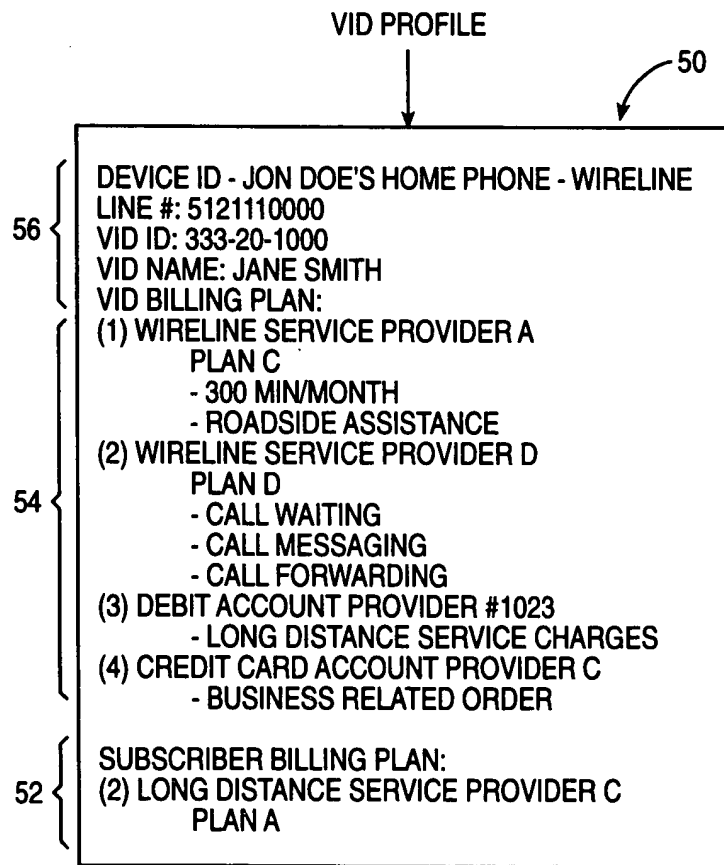 VID PROFILE
50
DEVICE ID - JON DOE'S HOME PHONE - WIRELINE
LINE #: 5121110000
56
VID ID: 333-20-1000
VID NAME: JANE SMITH
VID BILLING PLAN:
(1) WIRELINE SERVICE PROVIDER A
PLAN C
- 300 MIN/MONTH
- ROADSIDE ASSISTANCE
(2) WIRELINE SERVICE PROVIDER D
PLAN D
54
- CALL WAITING
- CALL MESSAGING
- CALL FORWARDING
(3) DEBIT ACCOUNT PROVIDER #1023
- LONG DISTANCE SERVICE CHARGES
(4) CREDIT CARD ACCOUNT PROVIDER C
- BUSINESS RELATED ORDER
SUBSCRIBER BILLING PLAN:
52
(2) LONG DISTANCE SERVICE PROVIDER C
PLAN A